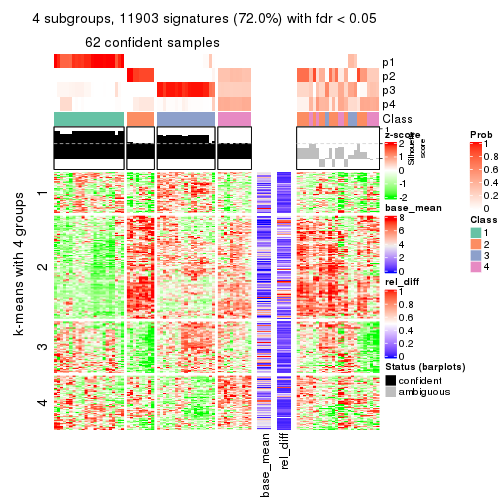 4 subgroups, 11903 signatures (72.0%) with fdr < 0.05
62 confident samples
p1
p2
p3
p4
Class
1
Silhouette
score
k-means with 4 groups
1
2
3
4
base_mean
rel_diff
z-score
2
1
0
-1
-2
base_mean
8
6
4
2
0
rel_diff
1
0.8
0.6
0.4
0.2
0
Status (barplots)
confident
ambiguous
Prob
1
0.8
0.6
0.4
0.2
0
Class
1
2
3
4